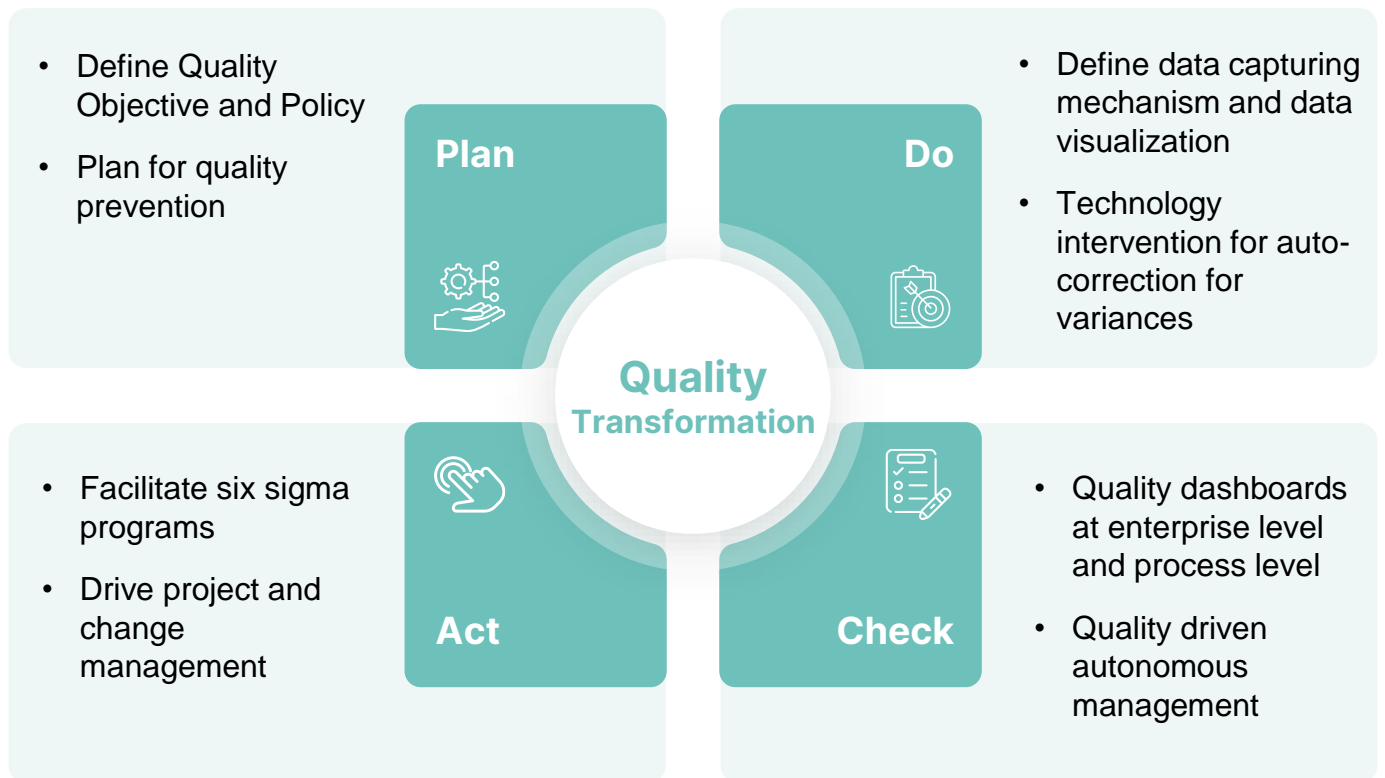 • Define Quality
Objective and Policy
• Plan for quality
prevention
Plan
Do
• Define data capturing
mechanism and data
visualization
• Technology
intervention for auto-
correction for
variances
Quality
Transformation
• Facilitate six sigma
programs
• Drive project and
change
management
Act
Check
• Quality dashboards
at enterprise level
and process level
• Quality driven
autonomous
management